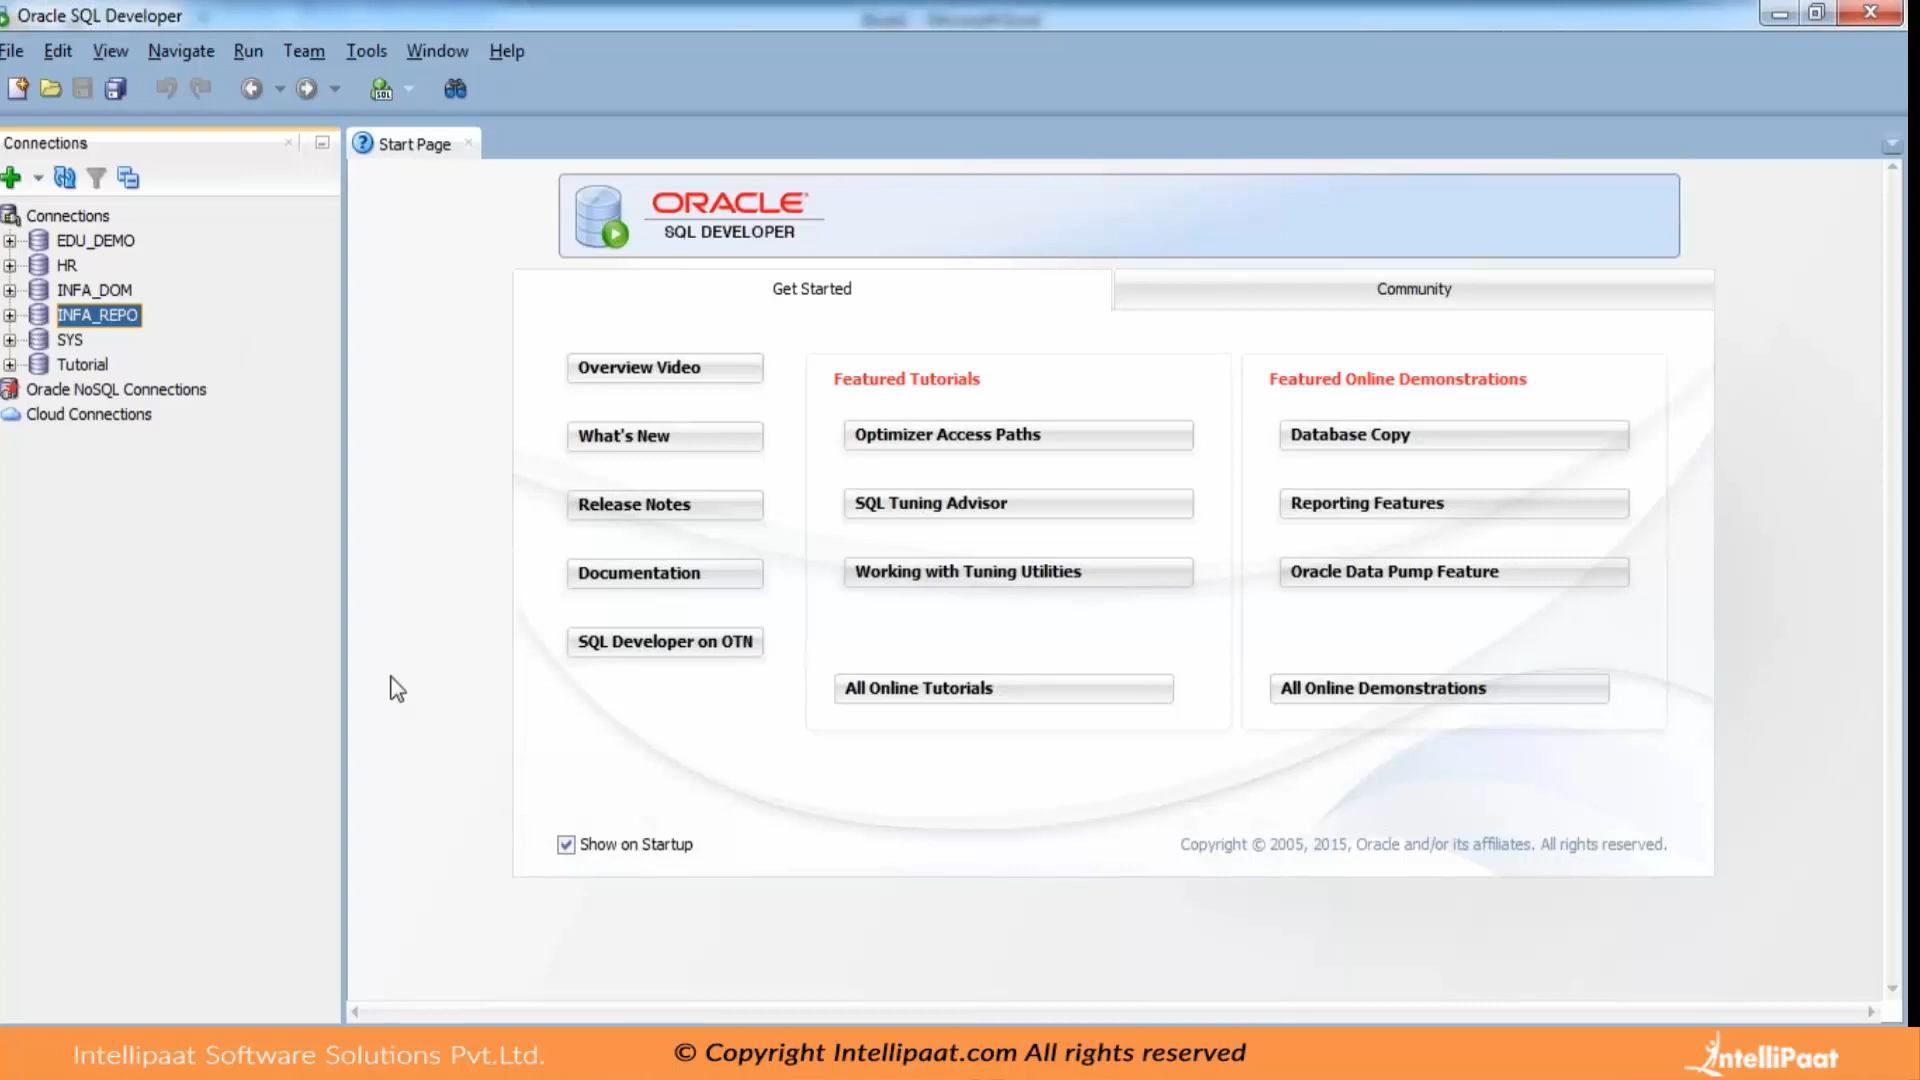 Oracle SQL Developer
File Edit View Navigate Run Team Tools Window Help
SQL
Connections
Start Page
Connections
EDU_DEMO
HR
INFA_DOM
INFA_REPO
SYS
Tutorial
Oracle NoSQL Connections
Cloud Connections
ORACLE
SQL DEVELOPER
Get Started
Community
Overview Video
What's New
Release Notes
Documentation
SQL Developer on OTN
Featured Tutorials
Optimizer Access Paths
SQL Tuning Advisor
Working with Tuning Utilities
All Online Tutorials
Featured Online Demonstrations
Database Copy
Reporting Features
Oracle Data Pump Feature
All Online Demonstrations
Show on Startup
Copyright © 2005, 2015, Oracle and/or its affiliates. All rights reserved.
Intellipaat Software Solutions Pvt.Ltd.
© Copyright Intellipaat.com All rights reserved
IntelliPaat